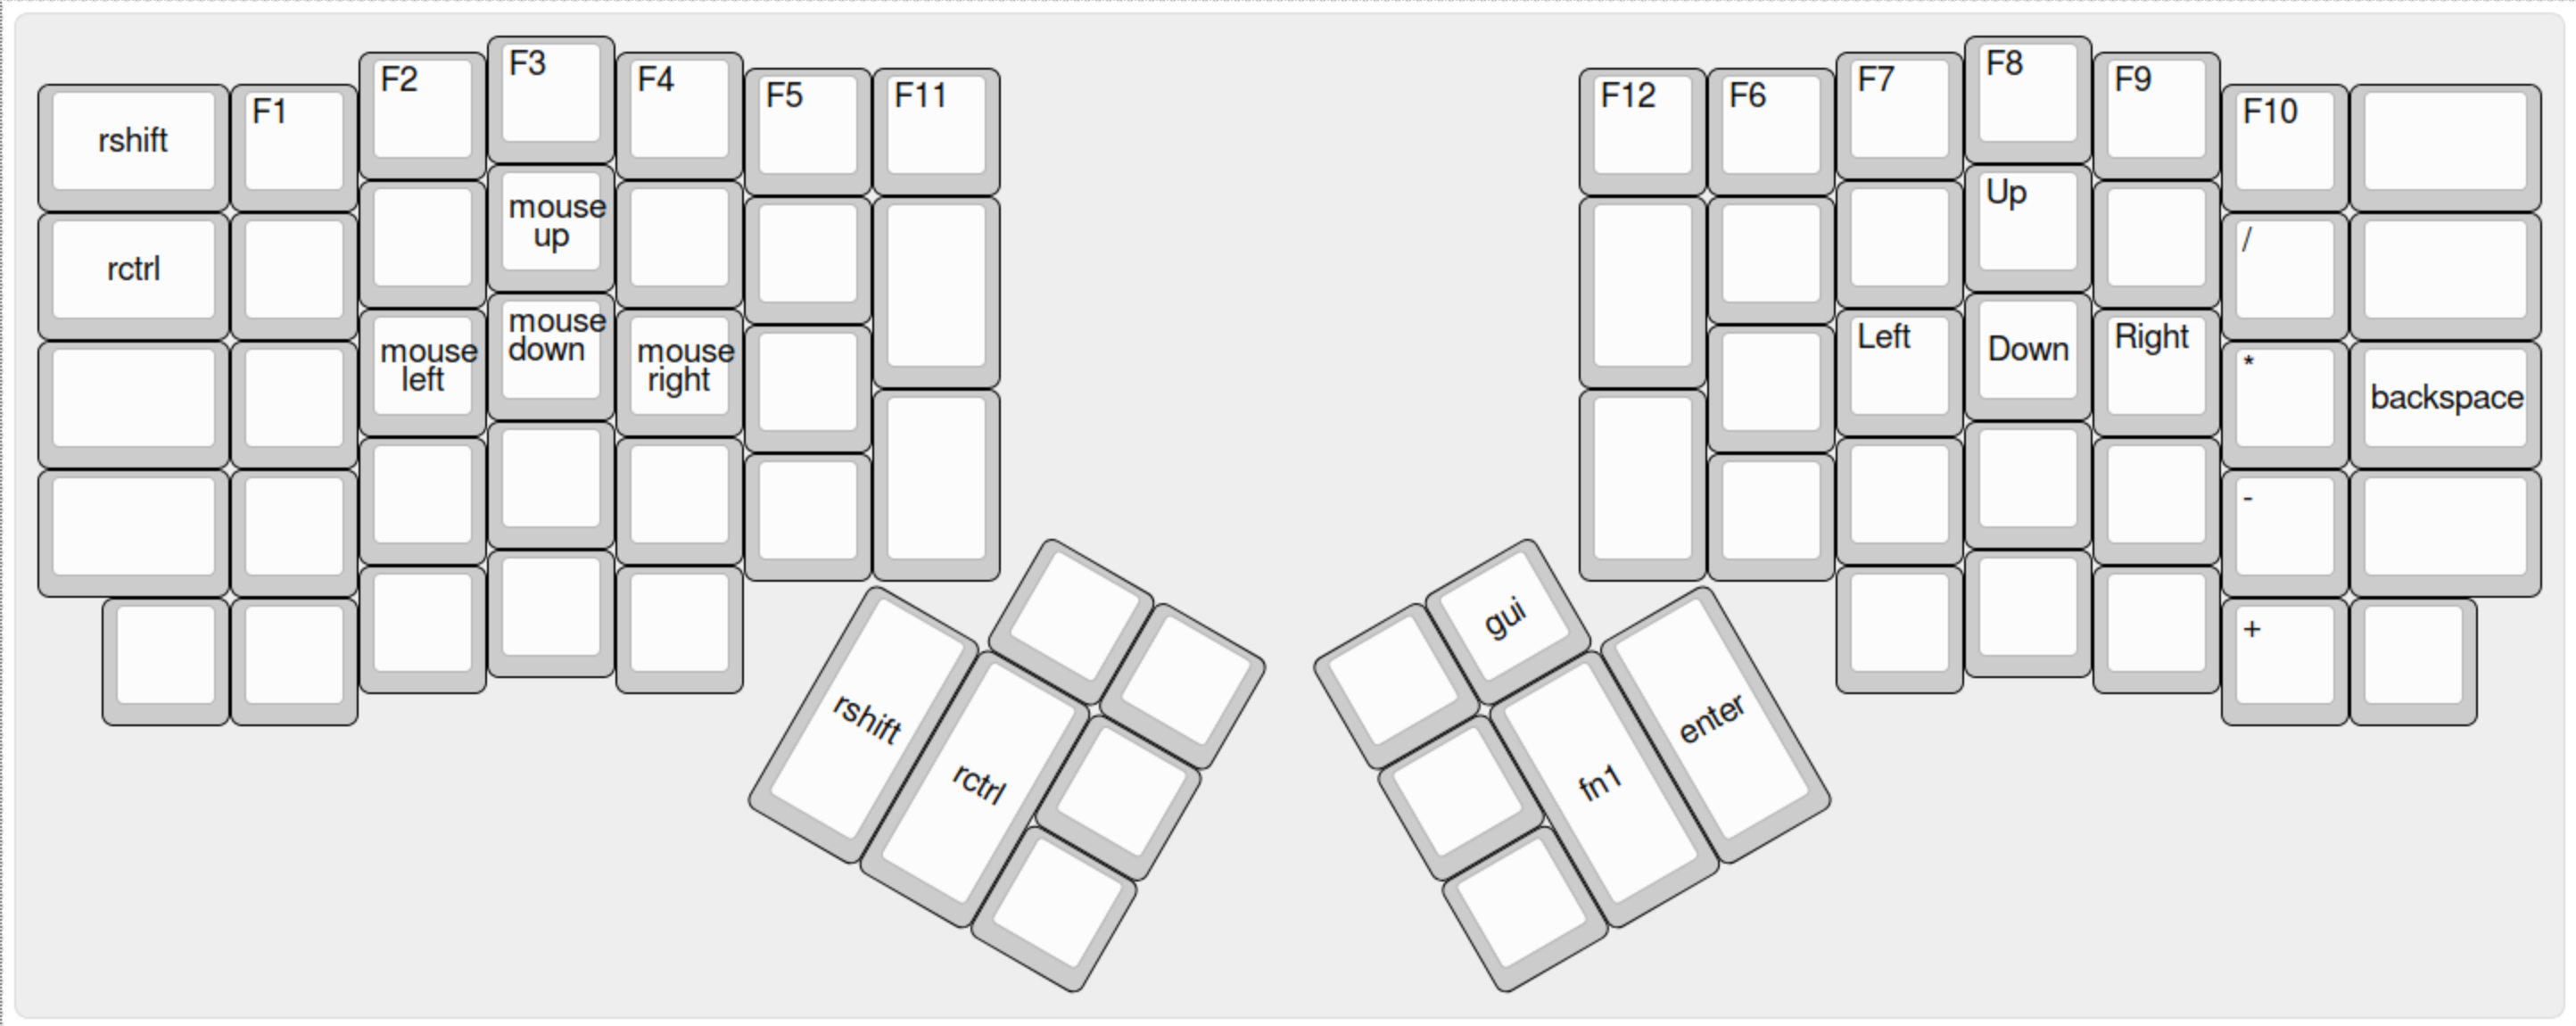 rshift
F1
F2
F3
F4
F5
F11
rctrl
mouse
up
mouse
left
mouse
down
mouse
right
rshift
rctrl
F12
F6
F7
F8
F9
F10
Up
/
Left
Down
Right
*
backspace
-
+
gui
fn1
enter